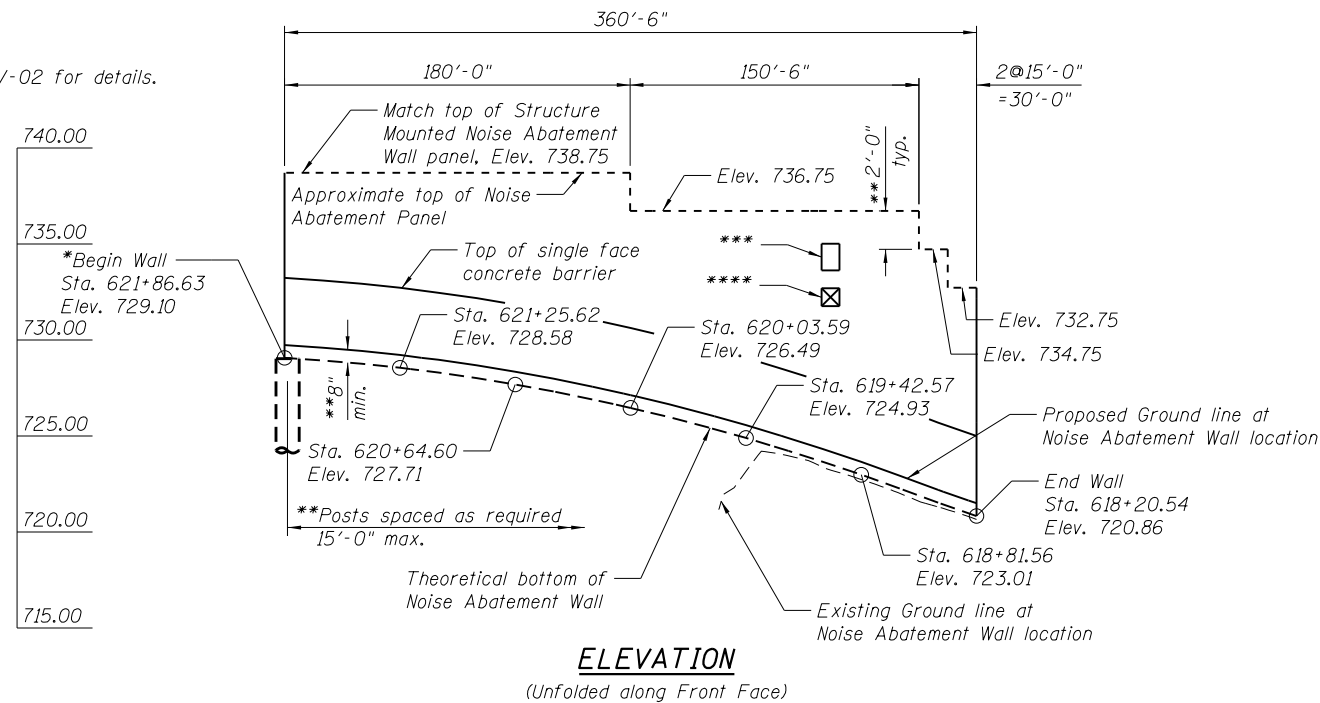 360'-6"
180'-0"
150'-6"
2@15'-0"
=30'-0"
-02 for details.
Match top of Structure
Mounted Noise Abatement
Wall panel, Elev. 738.75
Elev. 736.75
**2'-0"
typ.
Approximate top of Noise
Abatement Panel
740.00
735.00
730.00
725.00
720.00
715.00
*Begin Wall
Sta. 621+86.63
Elev. 729.10
Top of single face
concrete barrier
***
****
Sta. 621+25.62
Elev. 728.58
Sta. 620+03.59
Elev. 726.49
Elev. 732.75
Elev. 734.75
**8"
min.
Sta. 619+42.57
Elev. 724.93
Proposed Ground line at
Noise Abatement Wall location
Sta. 620+64.60
Elev. 727.71
End Wall
Sta. 618+20.54
Elev. 720.86
**Posts spaced as required
15'-0" max.
Sta. 618+81.56
Elev. 723.01
Theoretical bottom of
Noise Abatement Wall
Existing Ground line at
Noise Abatement Wall location
ELEVATION
(Unfolded along Front Face)